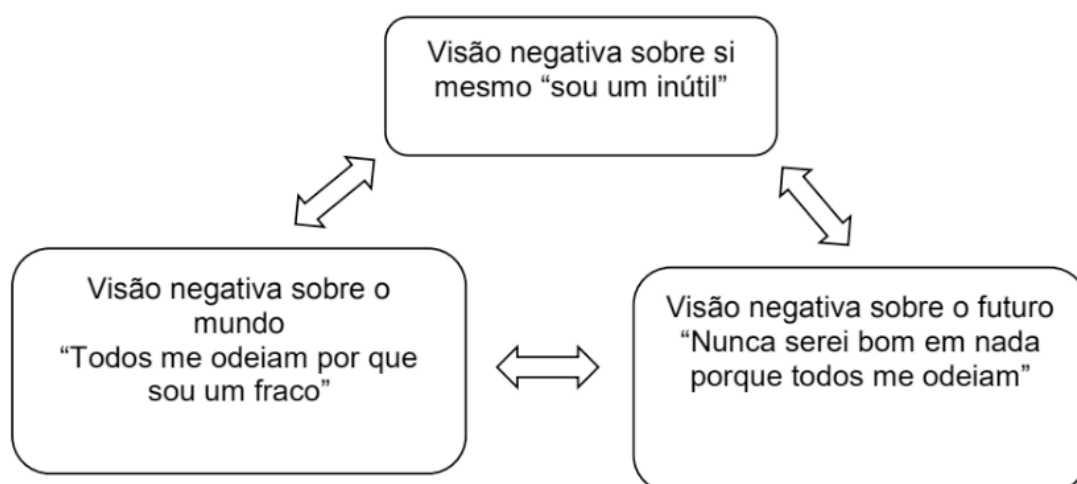 Visão negativa sobre si
mesmo “sou um inútil”
Visão negativa sobre o
mundo
“Todos me odeiam por que
sou um fraco”
Visão negativa sobre o futuro
“Nunca serei bom em nada
porque todos me odeiam”